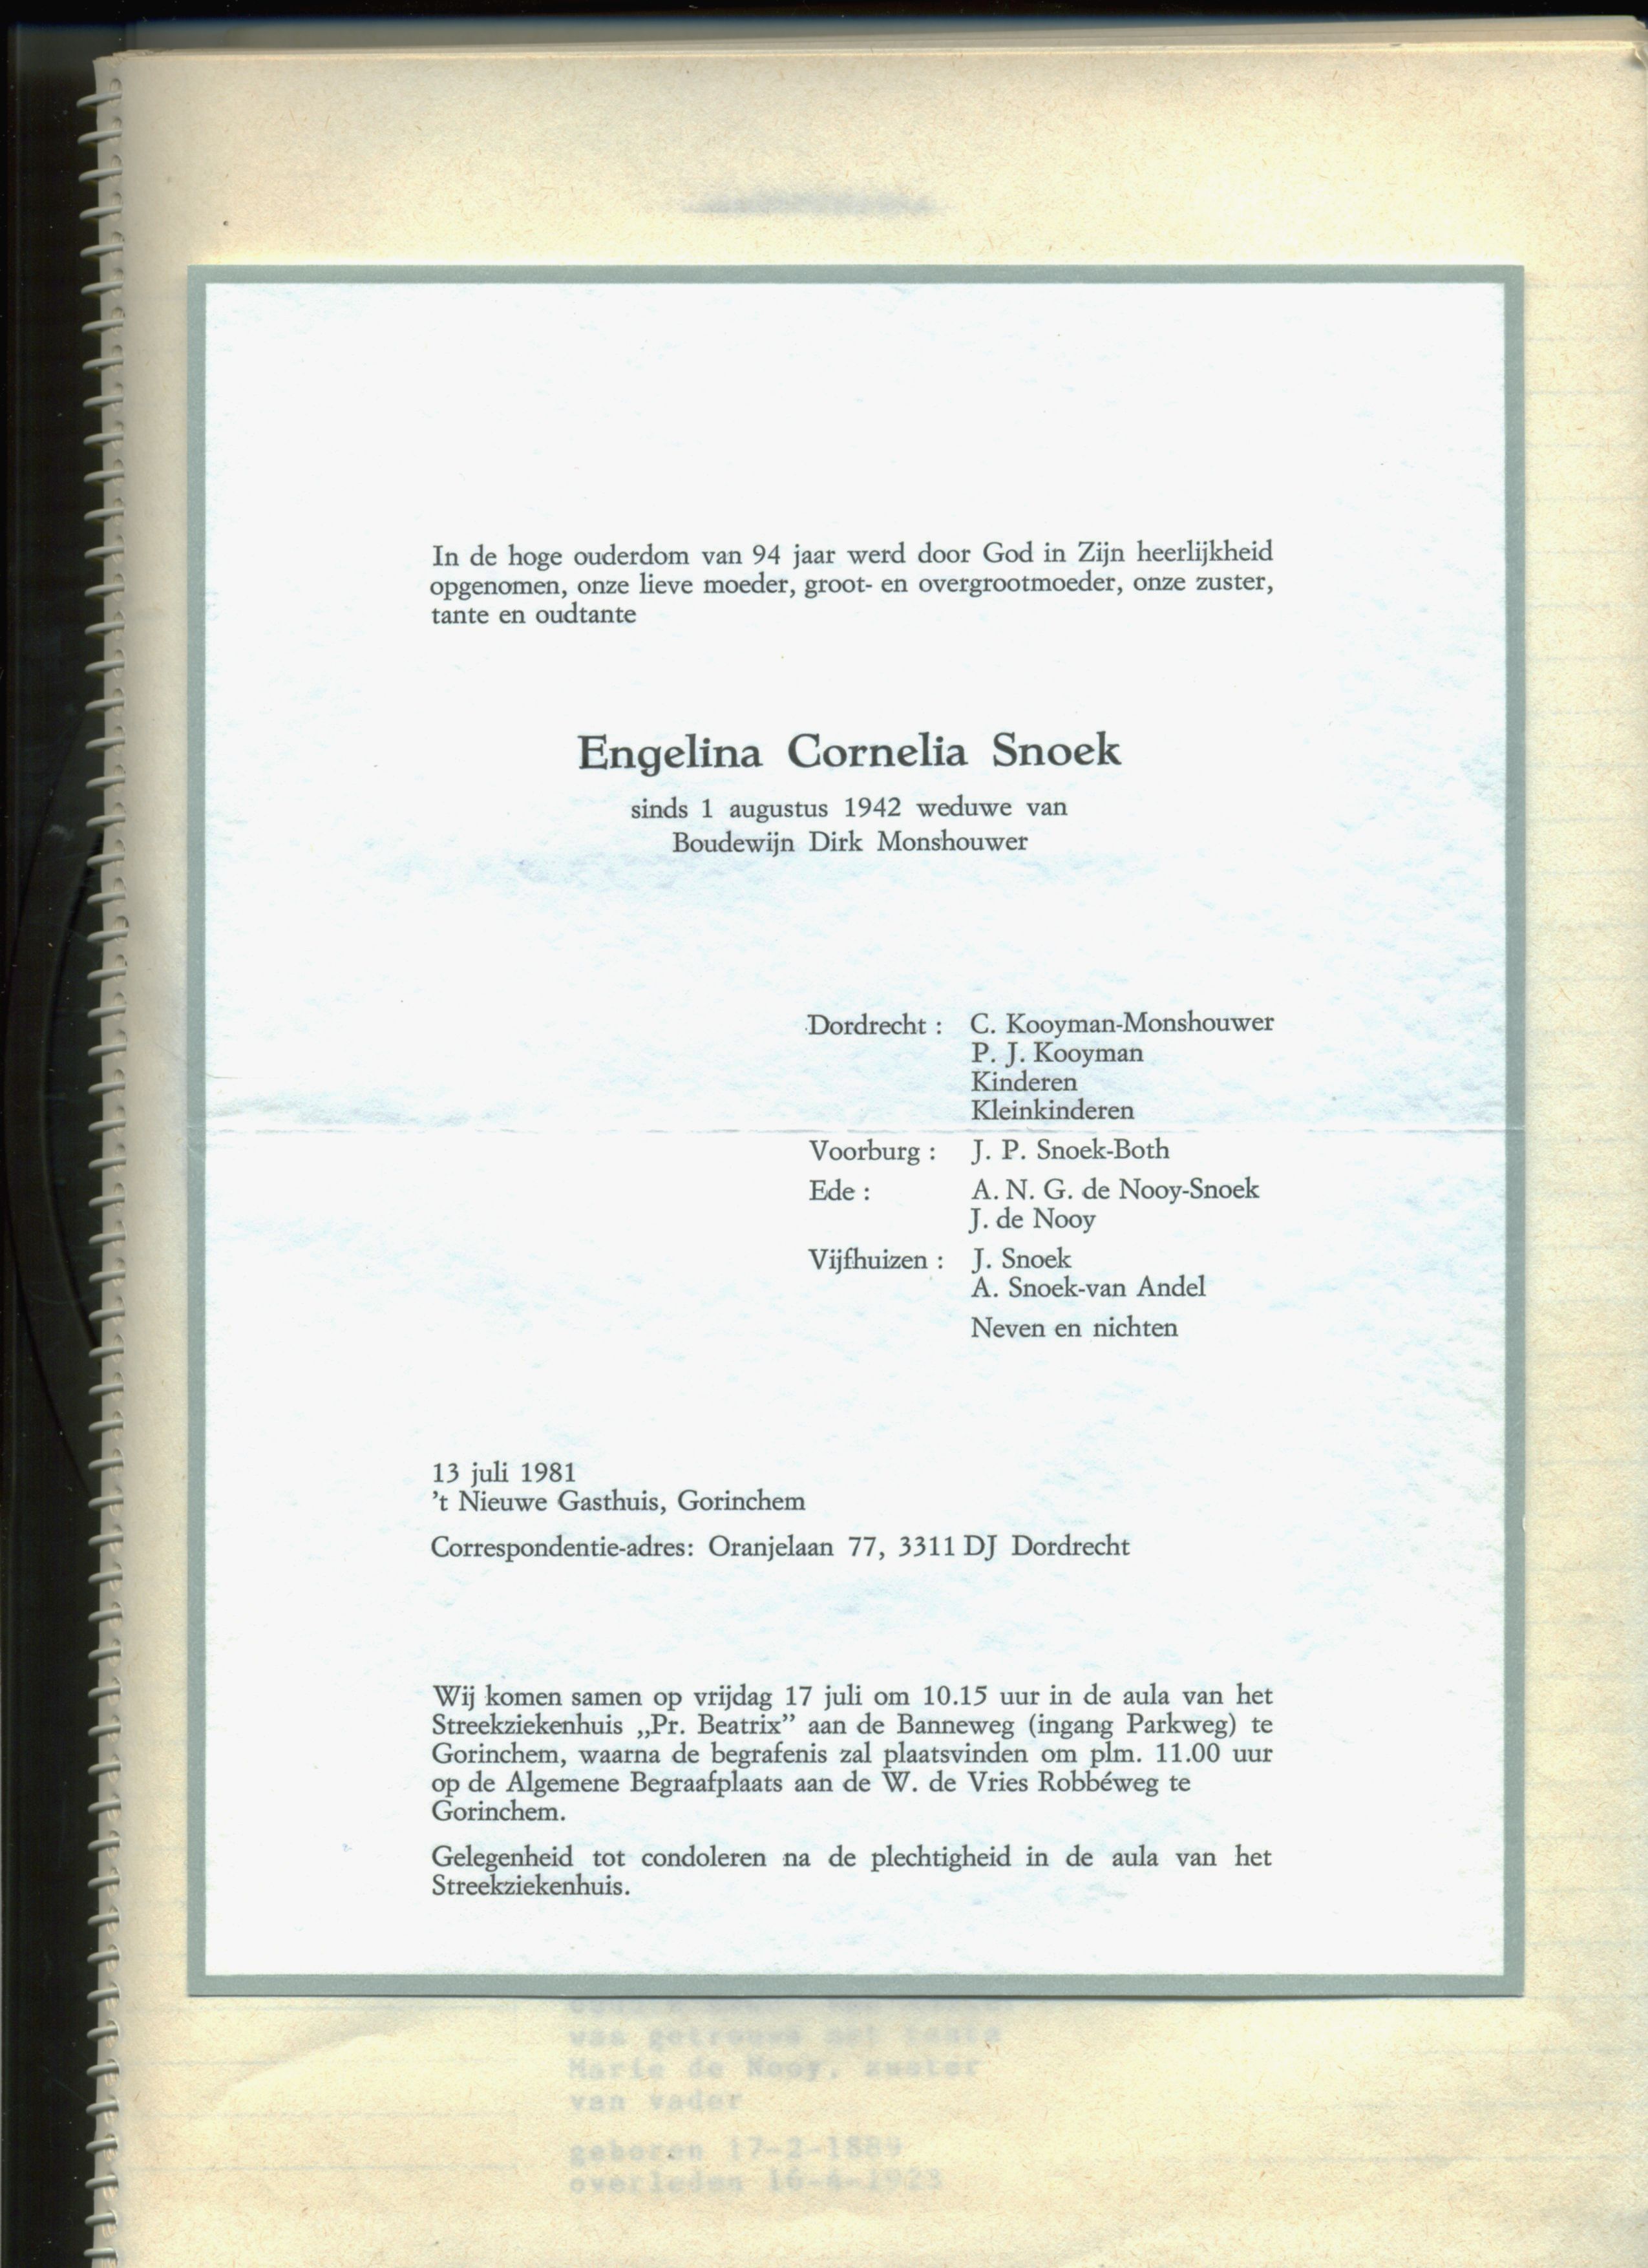 In de hoge ouderdom van 94 jaar werd door God in Zijn heerlijkheid
opgenomen, onze lieve moeder, groot- en overgrootmoeder, onze zuster,
tante en oudtante
Engelina Cornelia Snoek
sinds 1 augustus 1942 weduwe van
Boudewijn Dirk Monshouwer
Dordrecht : C. Kooyman-Monshouwer
P. J. Kooyman
Kinderen
Kleinkinderen
Voorburg : J. P. Snoek-Both
Ede : A. N. G. de Nooy-Snoek
J. de Nooy
Vijfhuizen : J. Snoek
A. Snoek-van Andel
Neven en nichten
13 juli 1981
't Nieuwe Gasthuis, Gorinchem
Correspondentie-adres: Oranjelaan 77, 3311 DJ Dordrecht
Wij komen samen op vrijdag 17 juli om 10.15 uur in de aula van het
Streekziekenhuis „Pr. Beatrix” aan de Banneweg (ingang Parkweg) te
Gorinchem, waarna de begrafenis zal plaatsvinden om plm. 11.00 uur
op de Algemene Begraafplaats aan de W. de Vries Robbéweg te
Gorinchem.
Gelegenheid tot condoleren na de plechtigheid in de aula van het
Streekziekenhuis.
was getrouwd met tante
Marie de Nooy, zuster
van vader
geboren 17-2-188
overleden